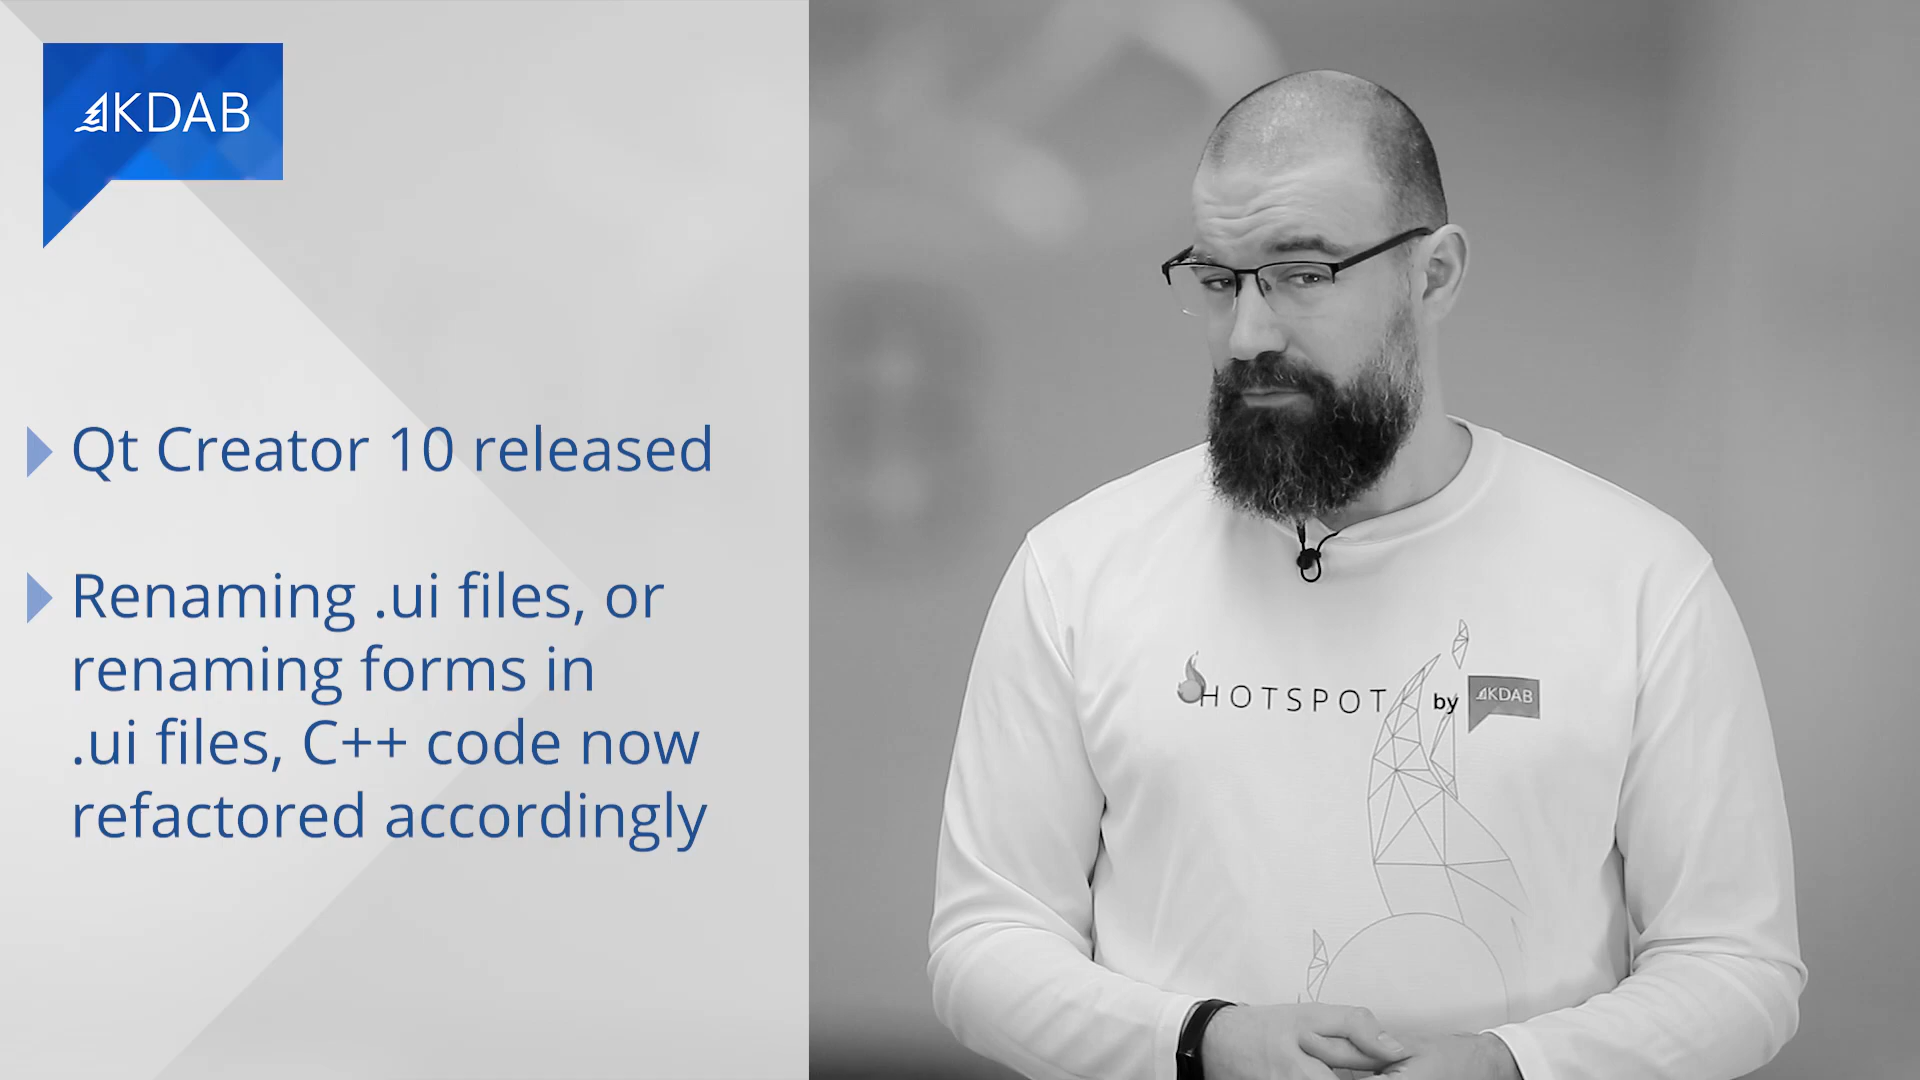 KDAB
Qt Creator 10 released
Renaming .ui files, or
renaming forms in
.ui files, C++ code now
refactored accordingly
HOTSPOT by KDAB